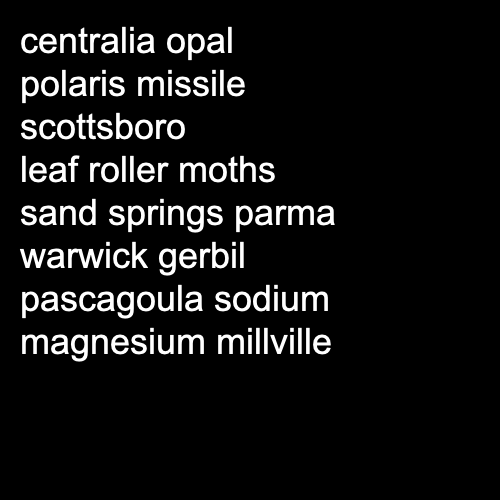 centralia opal
polaris missile
scottsboro
leaf roller moths
sand springs parma
warwick gerbil
pascagoula sodium
magnesium millville